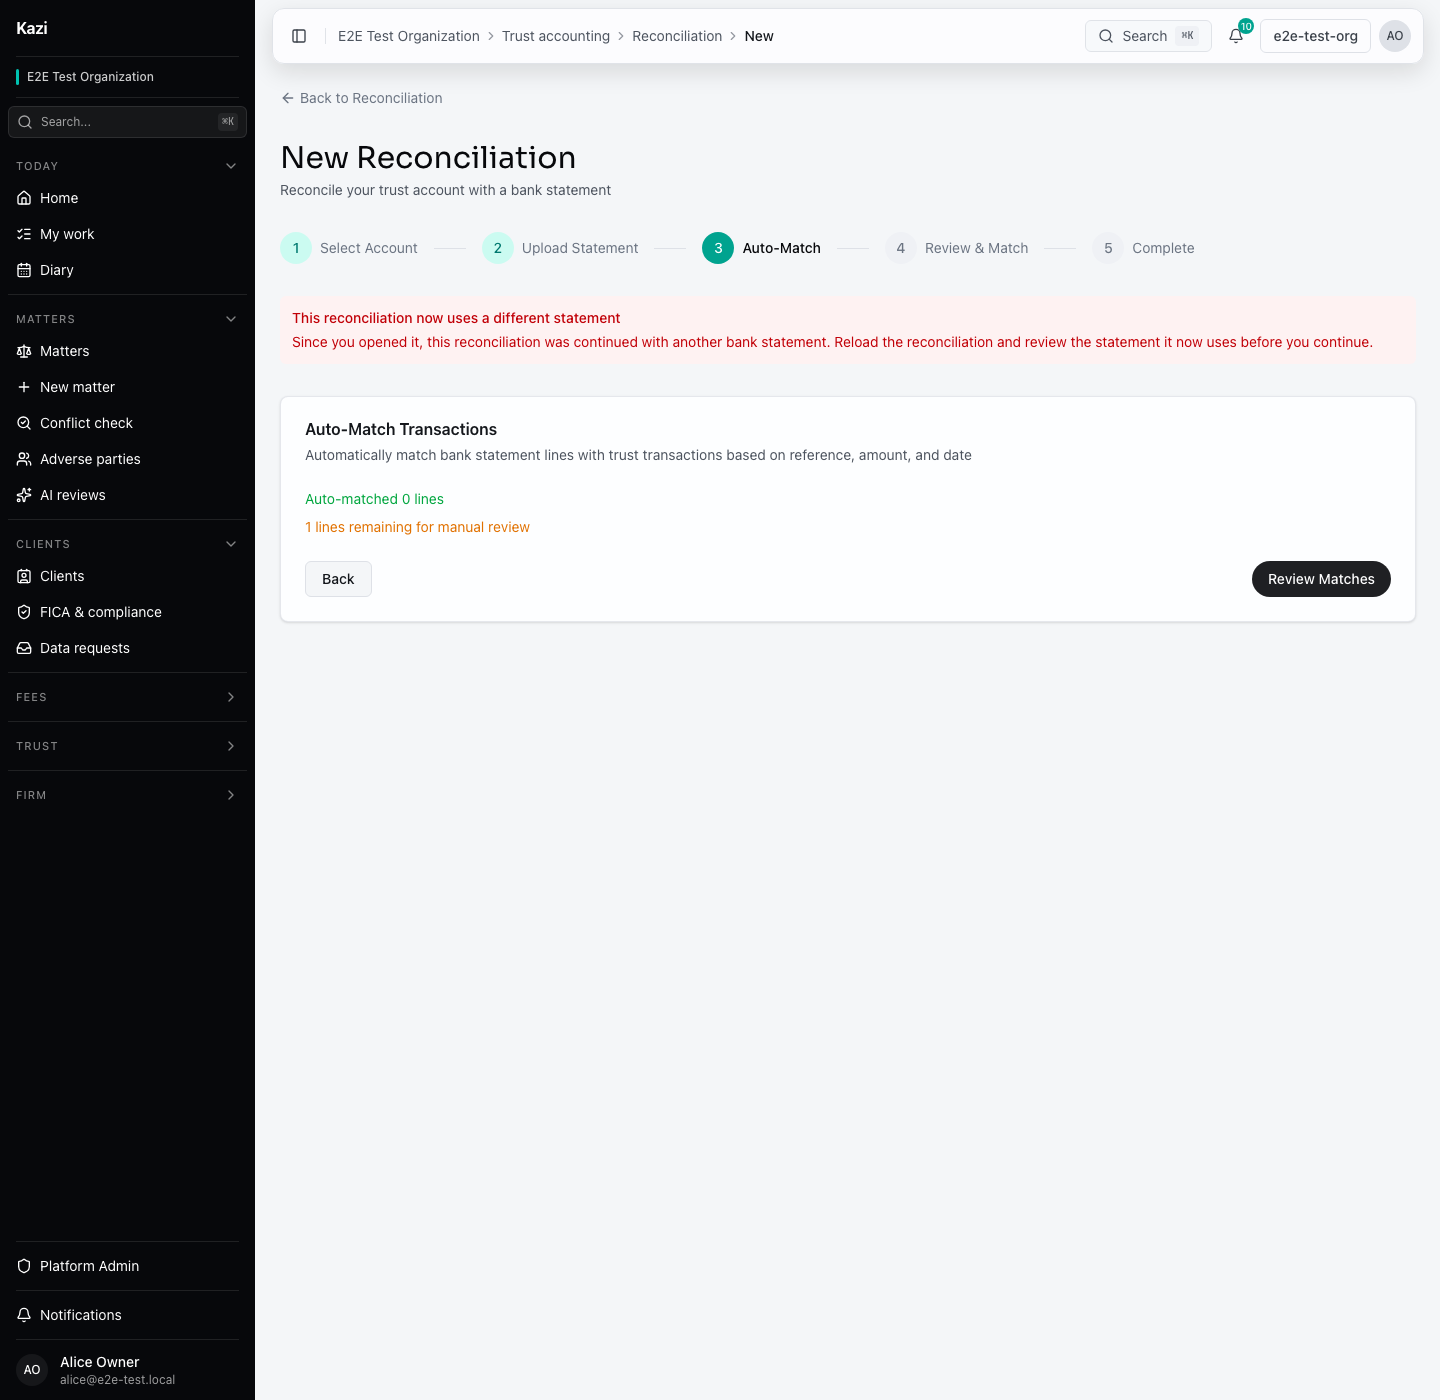 Kazi
E2E Test Organization
Search...
⌘K
TODAY
Home
My work
Diary
MATTERS
Matters
New matter
Conflict check
Adverse parties
AI reviews
CLIENTS
Clients
FICA & compliance
Data requests
FEES
TRUST
FIRM
Platform Admin
Notifications
AO
Alice Owner
alice@e2e-test.local
E2E Test Organization
Trust accounting
Reconciliation
New
Search
⌘K
10
e2e-test-org
AO
Back to Reconciliation
New Reconciliation
Reconcile your trust account with a bank statement
1 Select Account
2 Upload Statement
3 Auto-Match
4 Review & Match
5 Complete
This reconciliation now uses a different statement
Since you opened it, this reconciliation was continued with another bank statement. Reload the reconciliation and review the statement it now uses before you continue.
Auto-Match Transactions
Automatically match bank statement lines with trust transactions based on reference, amount, and date
Auto-matched 0 lines
1 lines remaining for manual review
Back
Review Matches